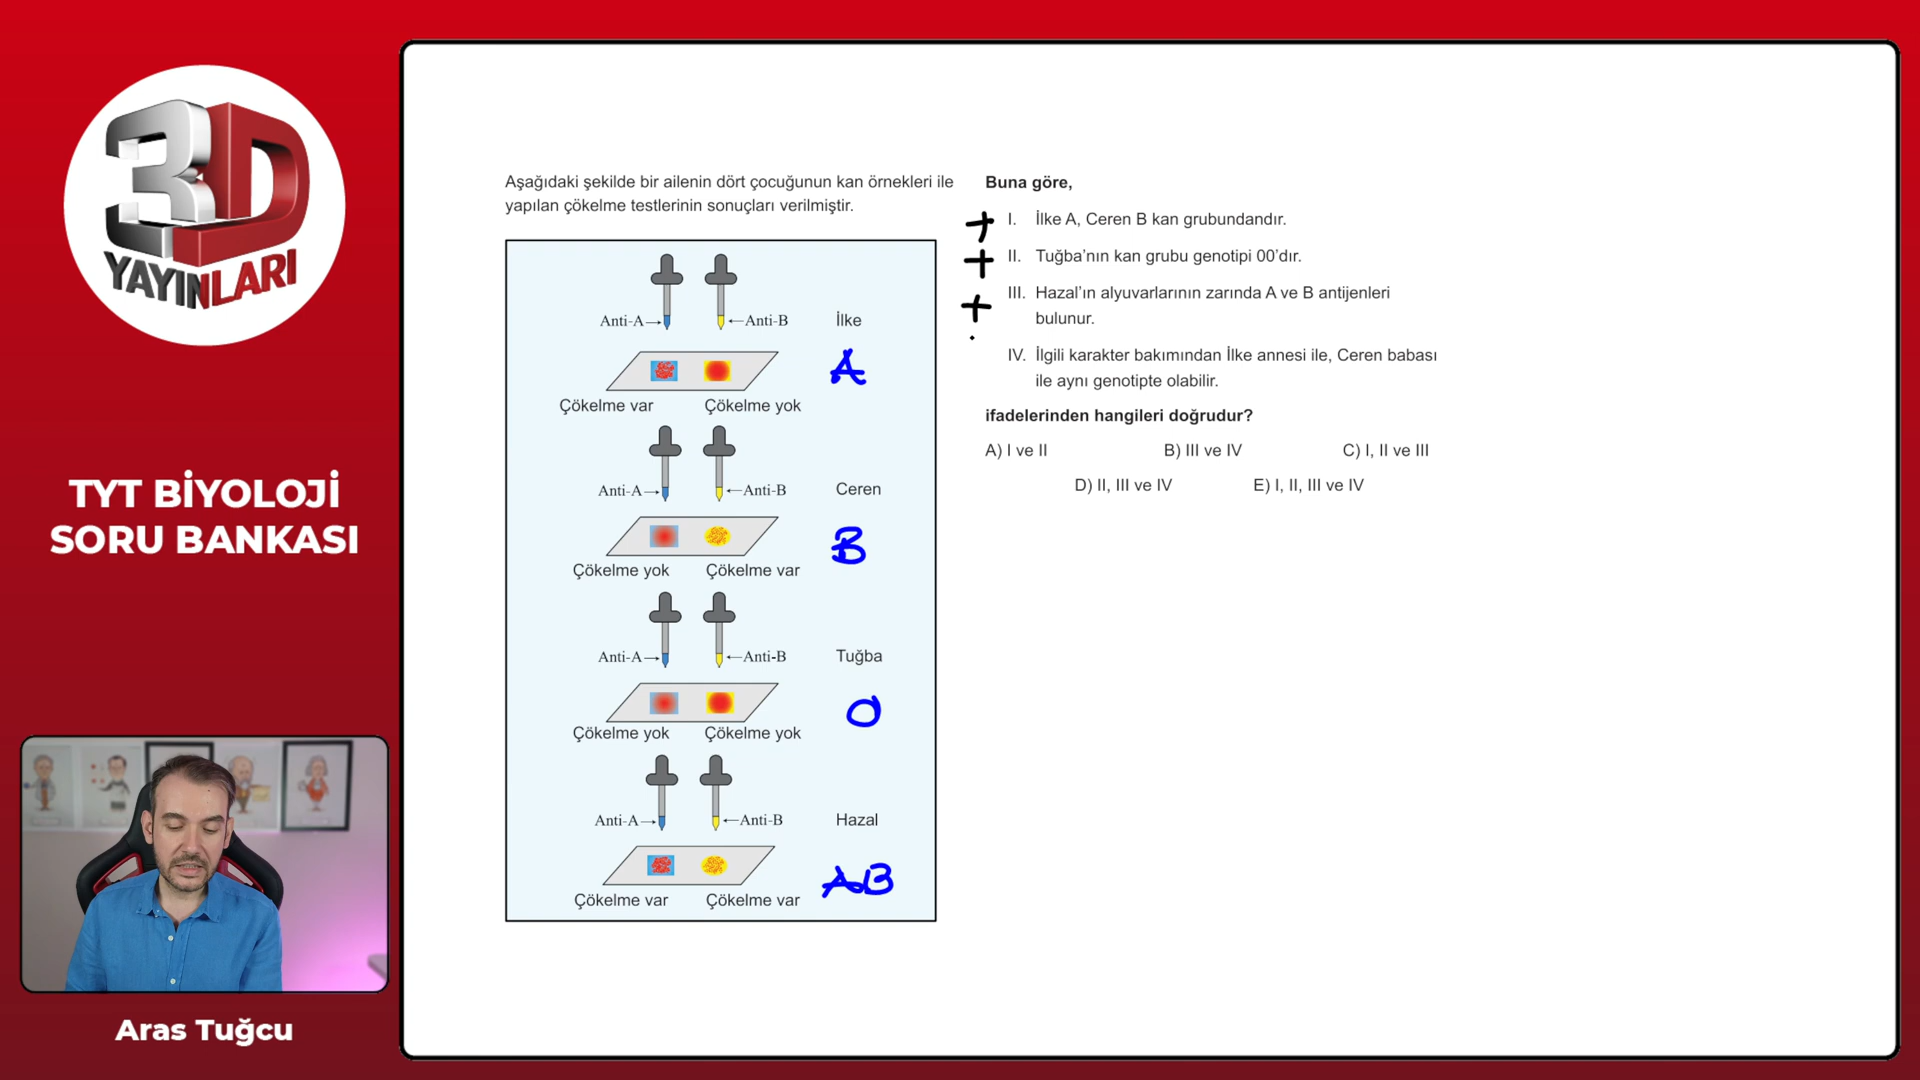 3D
YAYINLARI
TYT BİYOLOJİ
SORU BANKASI
Aras Tuğcu
Aşağıdaki şekilde bir ailenin dört çocuğunun kan örnekleri ile
yapılan çökelme testlerinin sonuçları verilmiştir.
Anti-A Anti-B İlke
A
Çökelme var Çökelme yok
Anti-A Anti-B Ceren
B
Çökelme yok Çökelme var
Anti-A Anti-B Tuğba
O
Çökelme yok Çökelme yok
Anti-A Anti-B Hazal
AB
Çökelme var Çökelme var
Buna göre,
+ I. İlke A, Ceren B kan grubundandır.
+ II. Tuğba'nın kan grubu genotipi 00'dır.
+ III. Hazal'ın alyuvarlarının zarında A ve B antijenleri
bulunur.
IV. İlgili karakter bakımından İlke annesi ile, Ceren babası
ile aynı genotipte olabilir.
ifadelerinden hangileri doğrudur?
A) I ve II B) III ve IV C) I, II ve III
D) II, III ve IV E) I, II, III ve IV